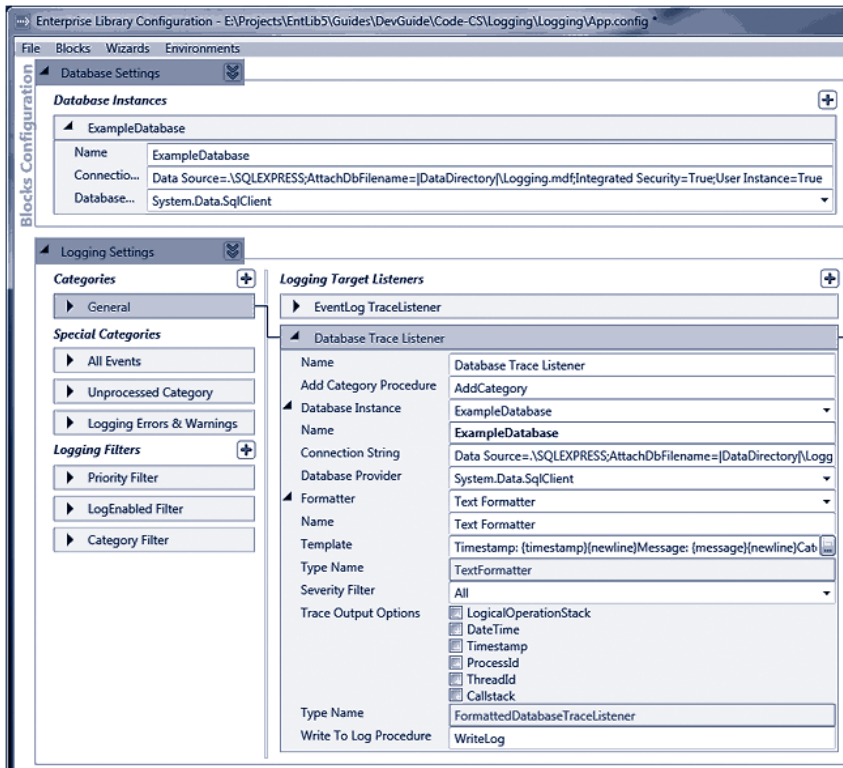 Enterprise Library Configuration - E:\Projects\EntLib5\Guides\DevGuide\Code-CS\Logging\Logging\App.config *
File Blocks Wizards Environments
Blocks Configuration
Database Settings
Database Instances
ExampleDatabase
Name ExampleDatabase
Connectio... Data Source=.\SQLEXPRESS;AttachDbFilename=|DataDirectory|\Logging.mdf;Integrated Security=True;User Instance=True
Database... System.Data.SqlClient
Logging Settings
Categories
General
Special Categories
All Events
Unprocessed Category
Logging Errors & Warnings
Logging Filters
Priority Filter
LogEnabled Filter
Category Filter
Logging Target Listeners
EventLog TraceListener
Database Trace Listener
Name Database Trace Listener
Add Category Procedure AddCategory
Database Instance ExampleDatabase
Name ExampleDatabase
Connection String Data Source=.\SQLEXPRESS;AttachDbFilename=|DataDirectory|\Logg
Database Provider System.Data.SqlClient
Formatter Text Formatter
Name Text Formatter
Template Timestamp: {timestamp}{newline}Message: {message}{newline}Cat
Type Name TextFormatter
Severity Filter All
Trace Output Options LogicalOperationStack
DateTime
Timestamp
ProcessId
ThreadId
Callstack
Type Name FormattedDatabaseTraceListener
Write To Log Procedure WriteLog